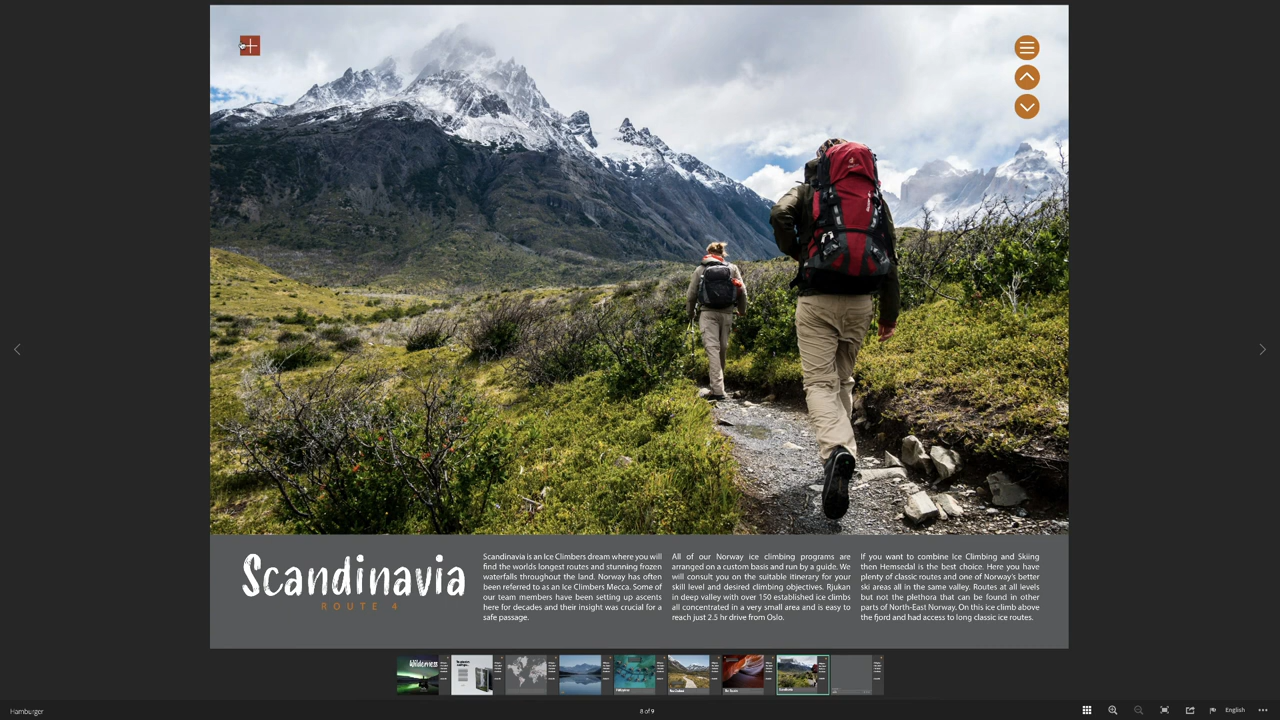 Scandinavia
ROUTE 4
Scandinavia is an Ice Climbers dream where you will
find the worlds longest routes and stunning frozen
waterfalls throughout the land. Norway has often
been referred to as an Ice Climbers Mecca. Some of
our team members have been setting up ascents
here for decades and their insight was crucial for a
safe passage.
All of our Norway ice climbing programs are
arranged on a custom basis and run by a guide. We
will consult you on the suitable itinerary for your
skill level and desired climbing objectives. Rjukan
in deep valley with over 150 established ice climbs
all concentrated in a very small area and is easy to
reach just 2.5 hr drive from Oslo.
If you want to combine Ice Climbing and Skiing
then Hemsedal is the best choice. Here you have
plenty of classic routes and one of Norway's better
ski areas all in the same valley. Routes at all levels
but not the plethora that can be found in other
parts of North-East Norway. On this ice climb above
the fjord and had access to long classic ice routes.
Wilderness
Philippines
New Zealand
Scandinavia
Hamburger
8 of 9
English